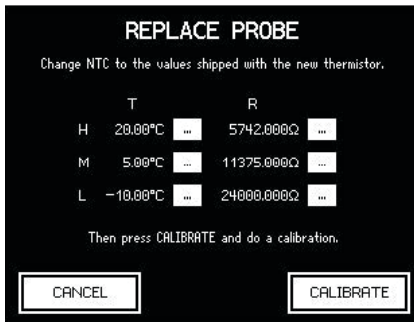 REPLACE PROBE
Change NTC to the values shipped with the new thermistor.
T R
H 20.00°C ... 5742.000Ω ...
M 5.00°C ... 11375.000Ω ...
L -10.00°C ... 24000.000Ω ...
Then press CALIBRATE and do a calibration.
CANCEL CALIBRATE